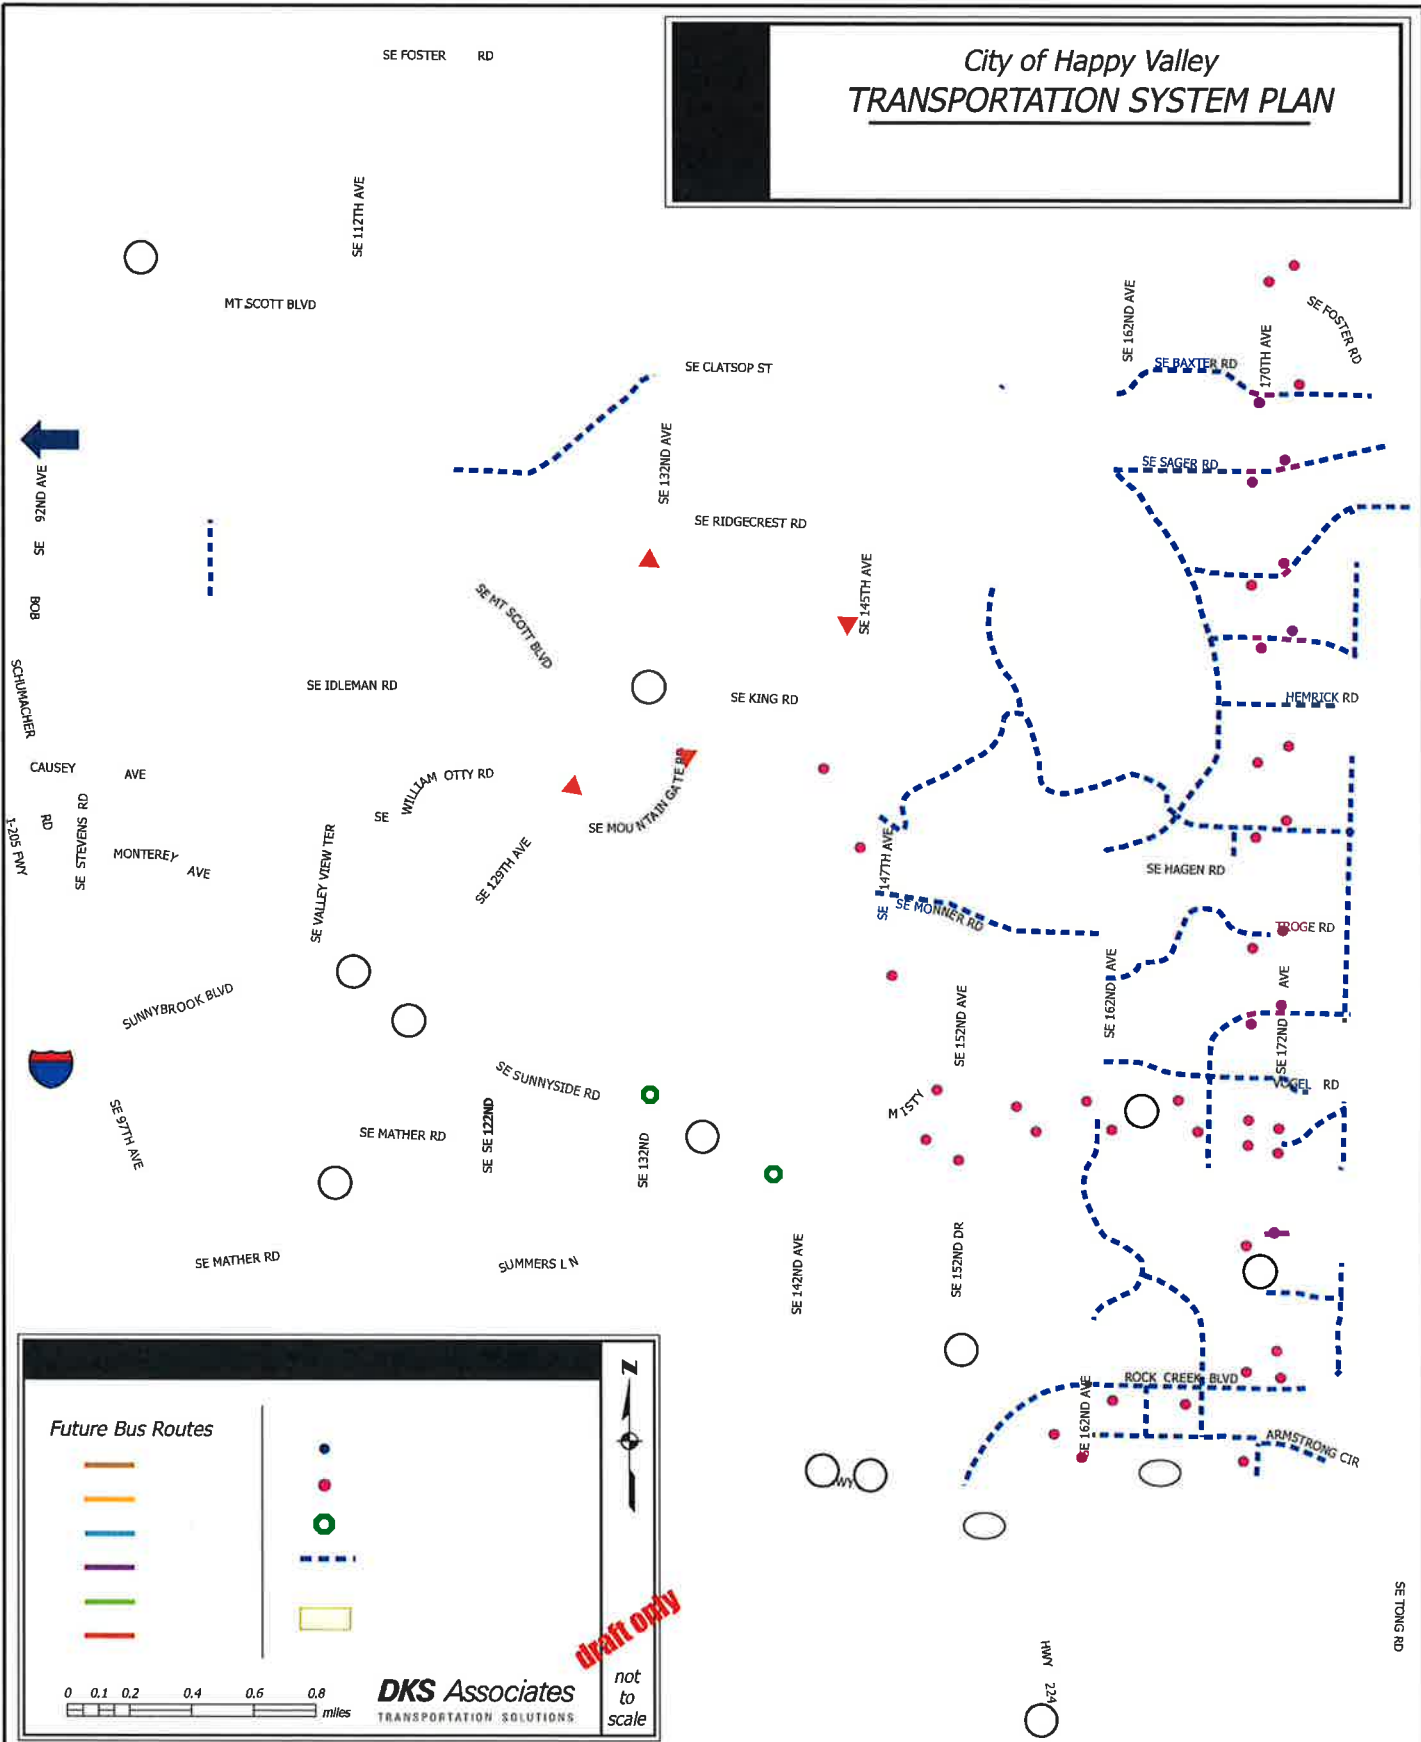 City of Happy Valley
TRANSPORTATION SYSTEM PLAN
SE FOSTER RD
SE 112TH AVE
MT SCOTT BLVD
SE CLATSOP ST
SE 162ND AVE
SE BAXTER RD
170TH AVE
SE FOSTER RD
SE 132ND AVE
SE SAGER RD
SE RIDGECREST RD
SE 92ND AVE
SE BOB SCHUMACHER RD
SE MT SCOTT BLVD
SE 145TH AVE
SE IDLEMAN RD
SE KING RD
HEMRICK RD
CAUSEY AVE
SE WILLIAM OTTY RD
SE MOUNTAIN GATE RD
I-205 FWY
SE STEVENS RD
MONTEREY AVE
SE VALLEY VIEW TER
SE 129TH AVE
SE 147TH AVE
SE HAGEN RD
SE MONNER RD
TROGE RD
SE 162ND AVE
SE 172ND AVE
SUNNYBROOK BLVD
SE 152ND AVE
SE SUNNYSIDE RD
VOGEL RD
MISTY
SE 97TH AVE
SE MATHER RD
SE SE 122ND
SE 132ND
SE MATHER RD
SUMMERS LN
SE 142ND AVE
SE 152ND DR
ROCK CREEK BLVD
SE 162ND AVE
ARMSTRONG CIR
WY
SE TONG RD
HWY 224
Future Bus Routes
Z
draft only
0 0.1 0.2 0.4 0.6 0.8
miles
DKS Associates
TRANSPORTATION SOLUTIONS
not
to
scale